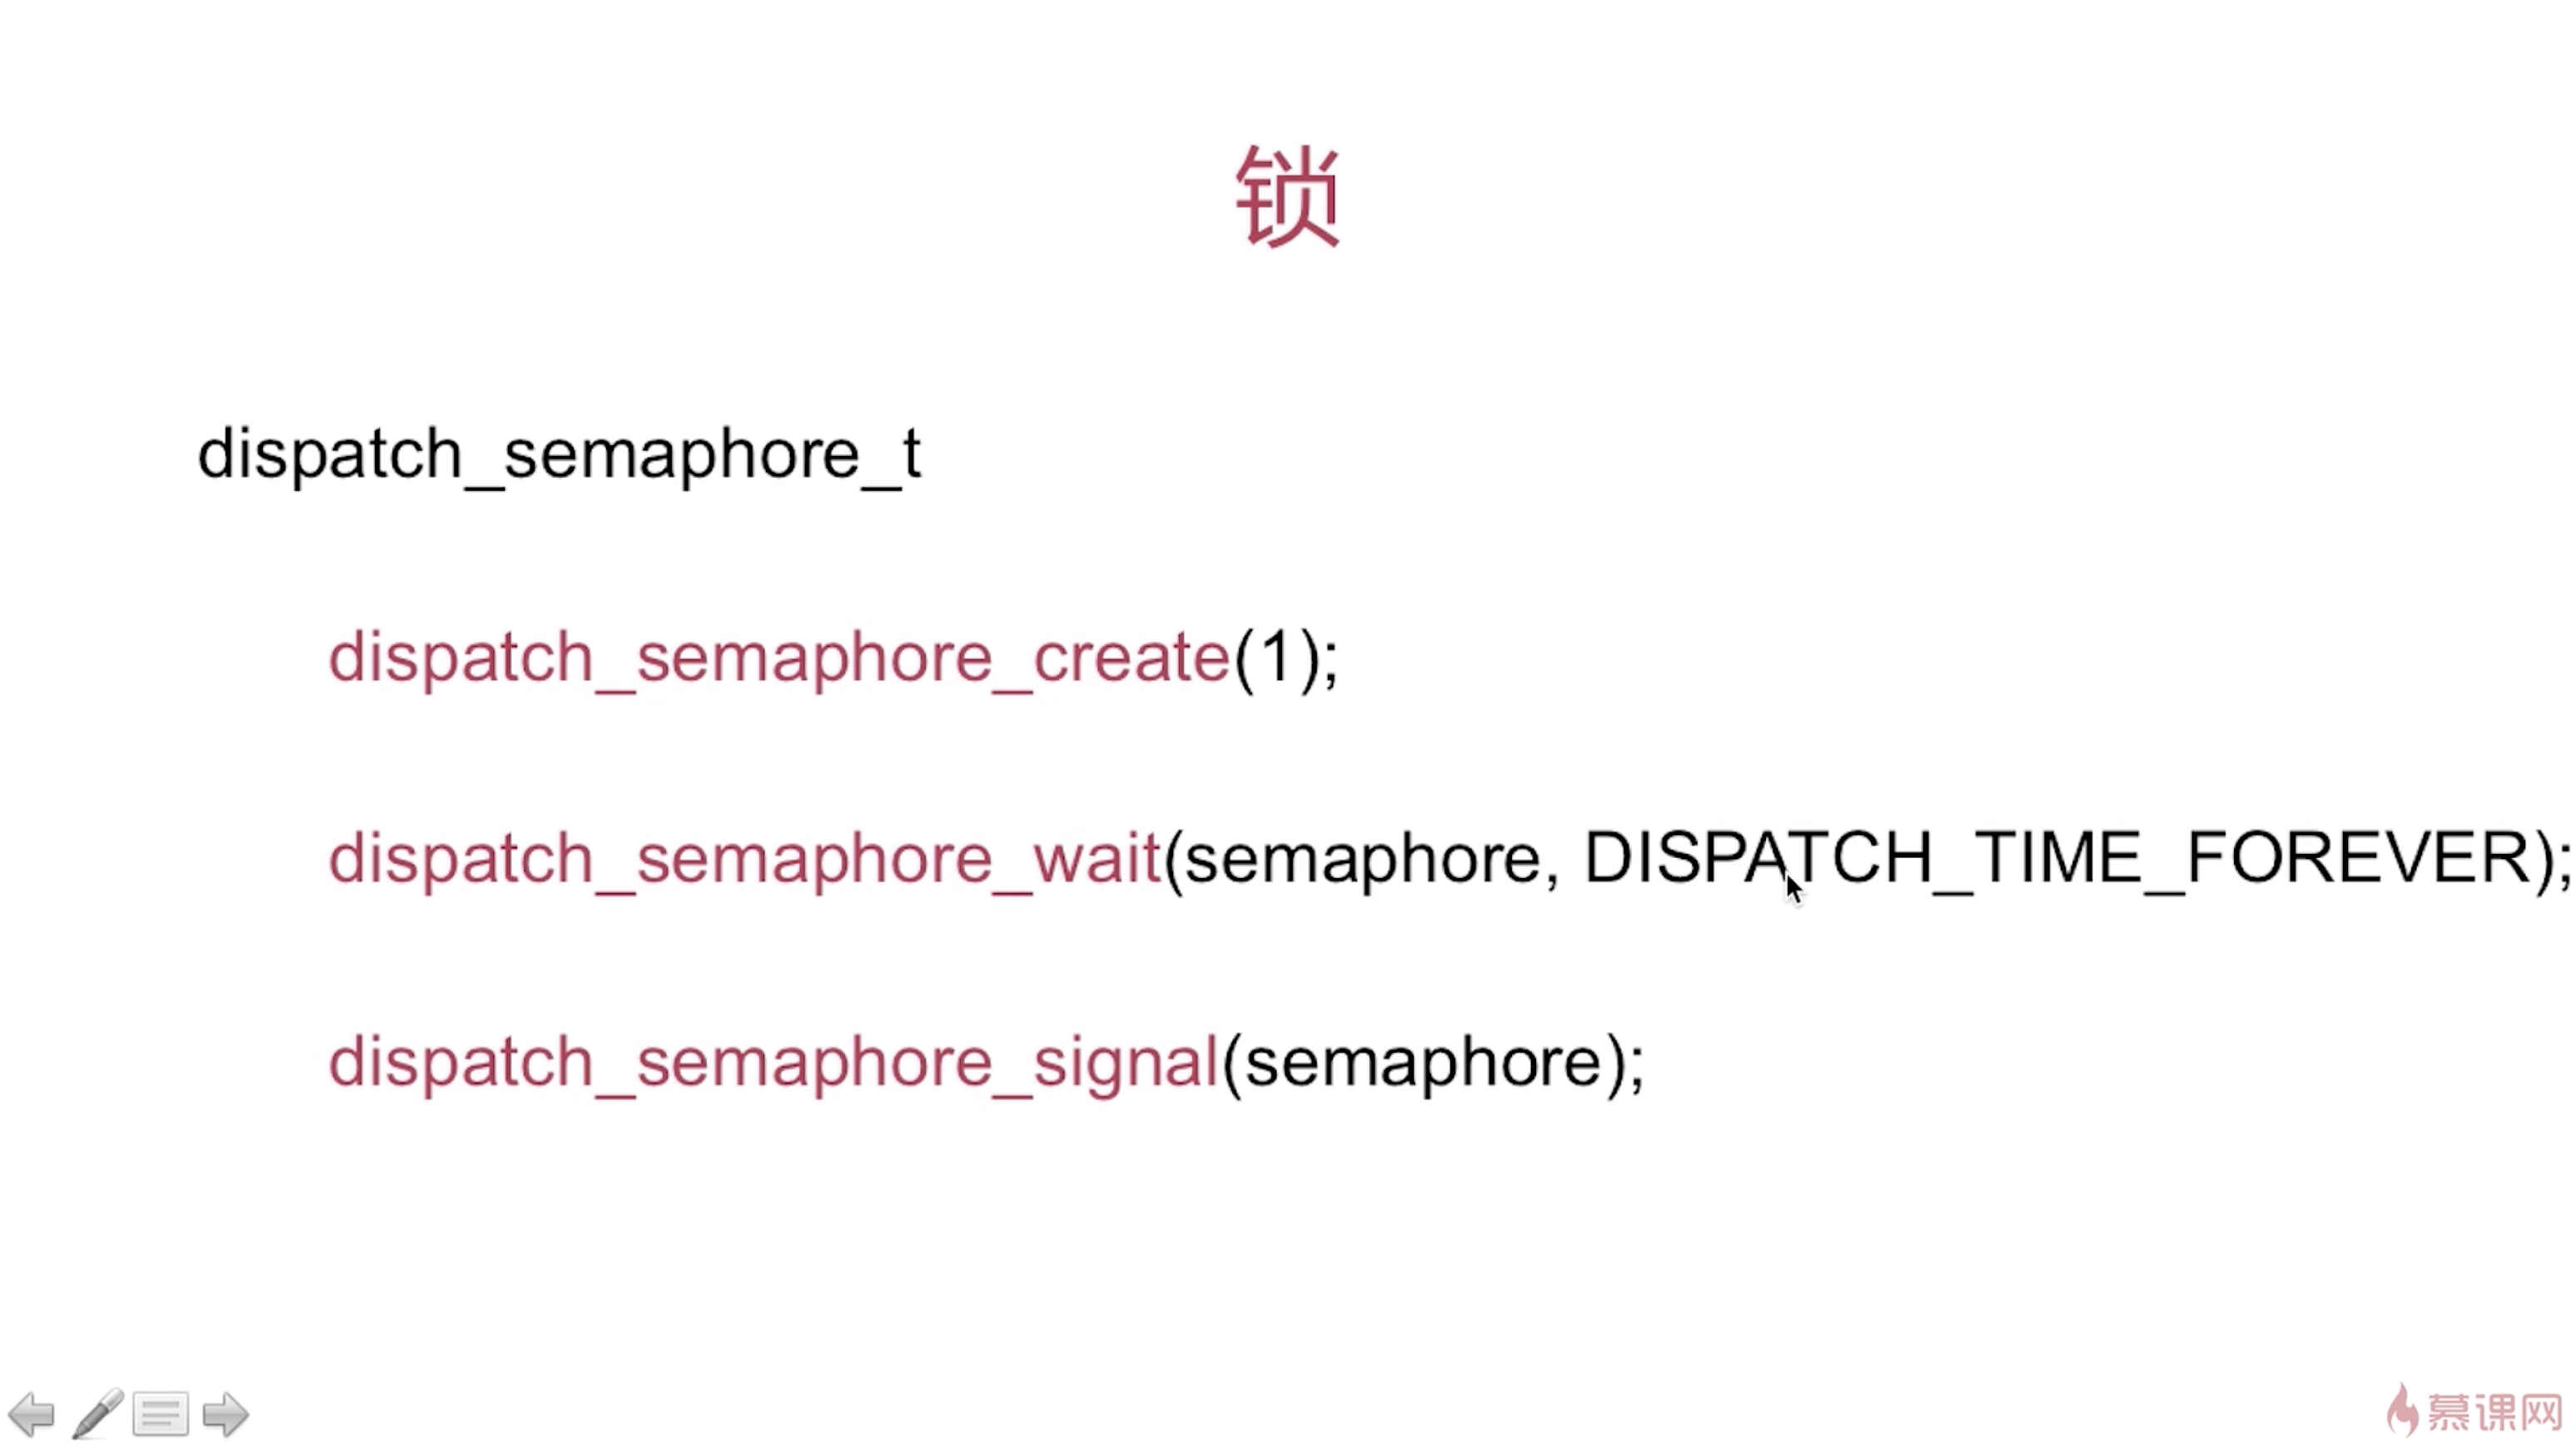 锁
dispatch_semaphore_t
dispatch_semaphore_create(1);
dispatch_semaphore_wait(semaphore, DISPATCH_TIME_FOREVER);
dispatch_semaphore_signal(semaphore);
慕课网